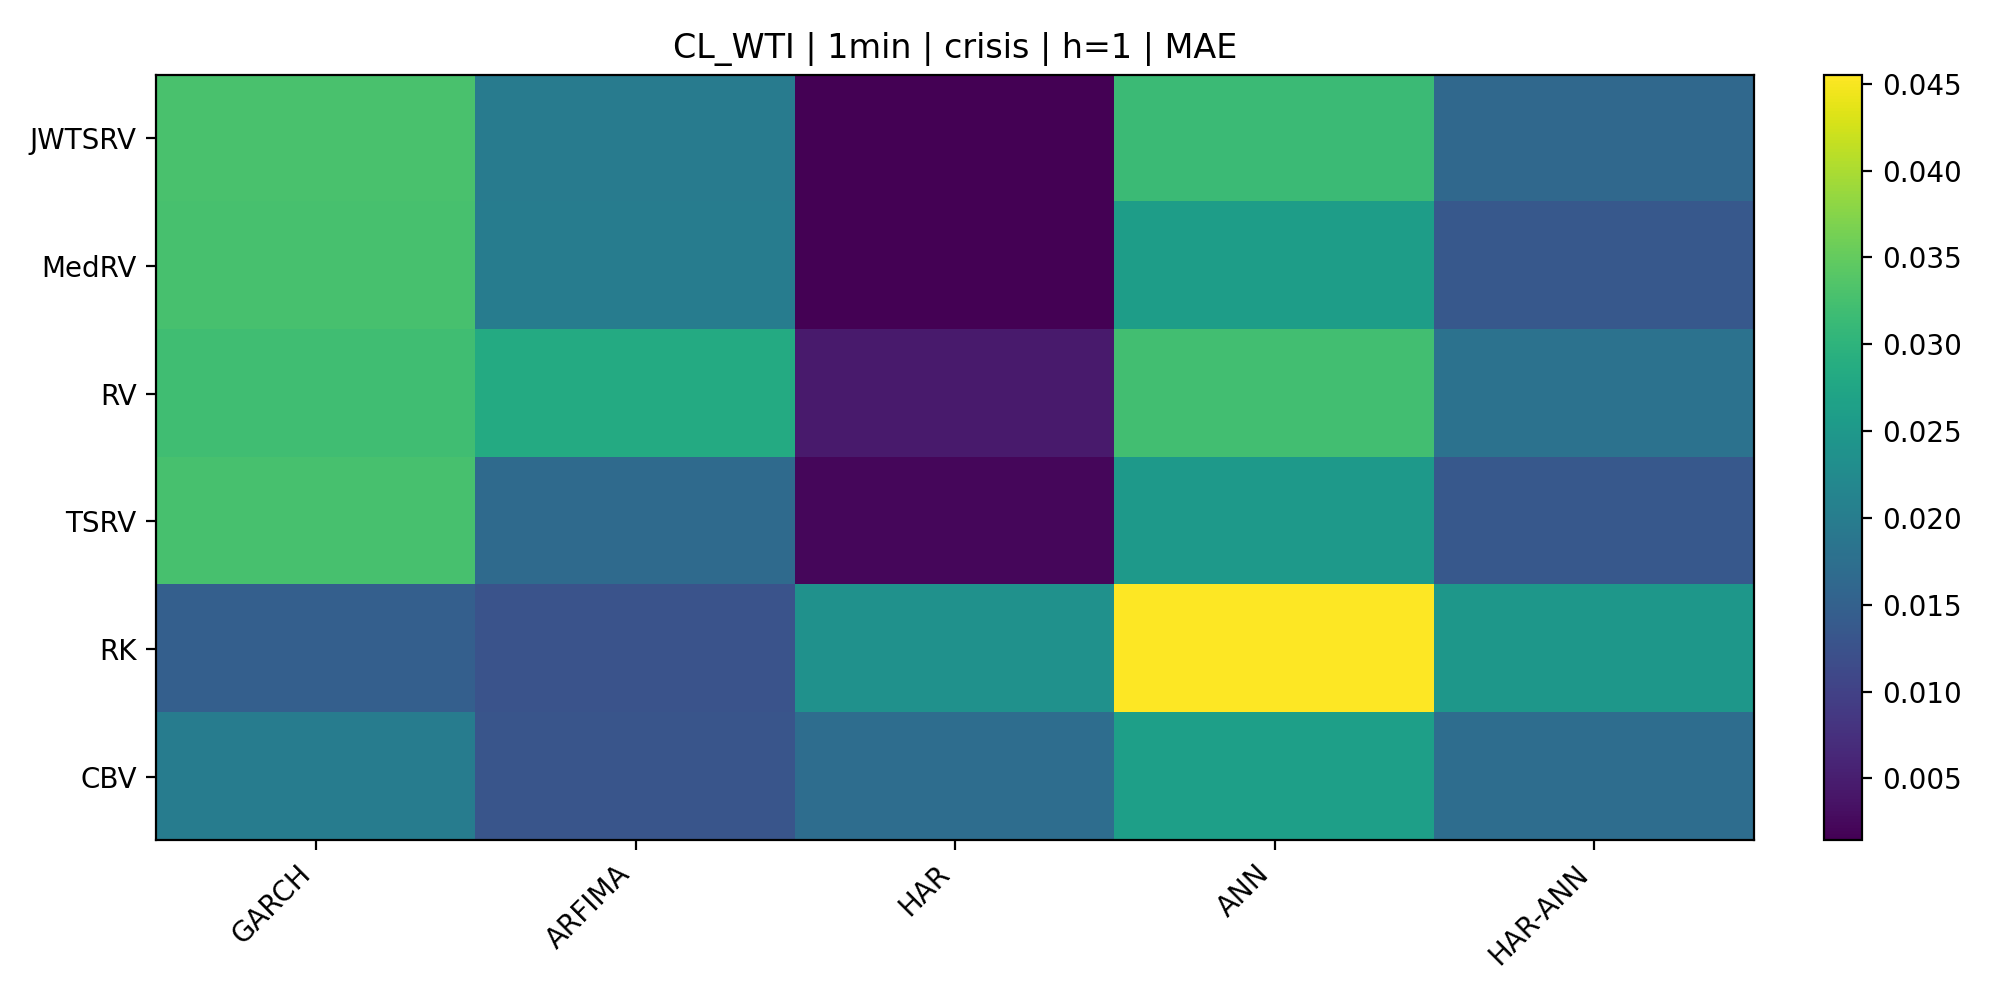 CL_WTI | 1min | crisis | h=1 | MAE
JWTSRV
MedRV
RV
TSRV
RK
CBV
GARCH
ARFIMA
HAR
ANN
HAR-ANN
0.045
0.040
0.035
0.030
0.025
0.020
0.015
0.010
0.005